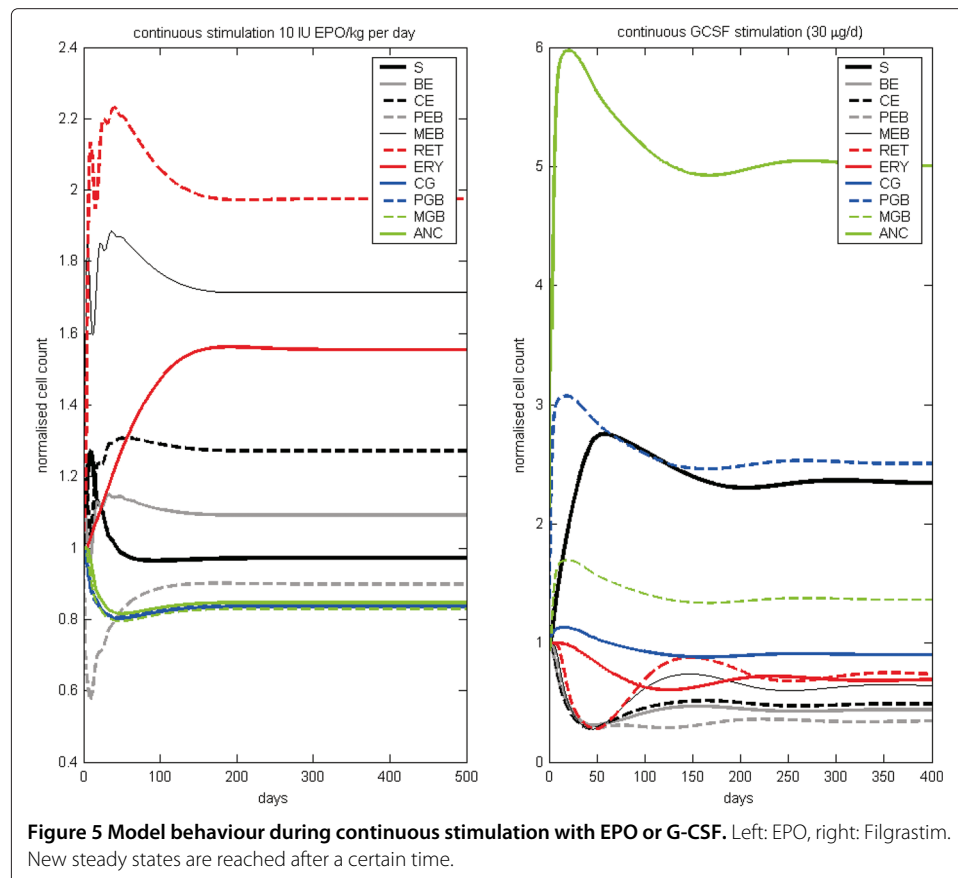 continuous stimulation 10 IU EPO/kg per day
2.4
2.2
2
1.8
1.6
1.4
1.2
1
0.8
0.6
0.4
normalised cell count
0
100
200
300
400
500
days
S
BE
CE
PEB
MEB
RET
ERY
CG
PGB
MGB
ANC
continuous GCSF stimulation (30 µg/d)
6
5
4
3
2
1
0
normalised cell count
0
50
100
150
200
250
300
350
400
days
S
BE
CE
PEB
MEB
RET
ERY
CG
PGB
MGB
ANC
Figure 5 Model behaviour during continuous stimulation with EPO or G-CSF. Left: EPO, right: Filgrastim.
New steady states are reached after a certain time.